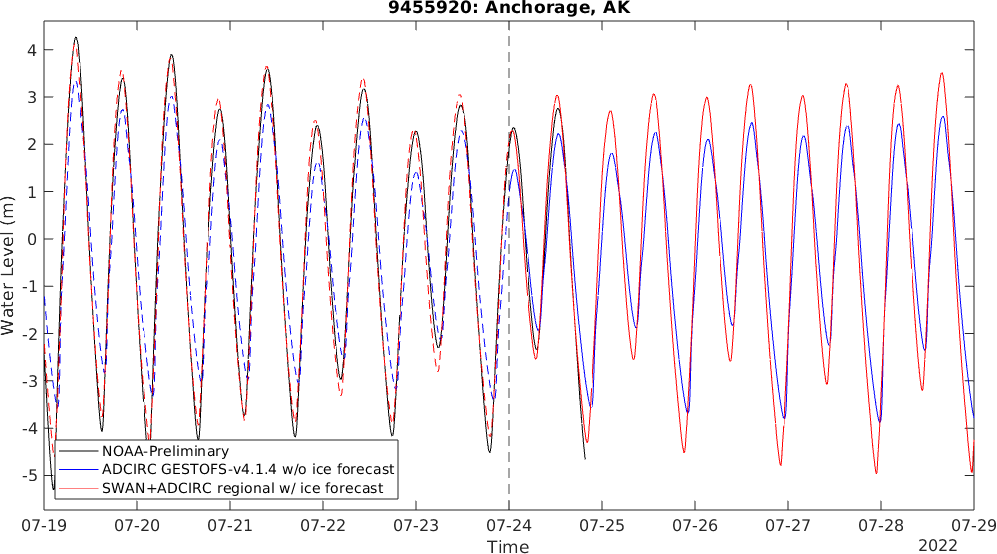 9455920: Anchorage, AK
Water Level (m)
4
3
2
1
0
-1
-2
-3
-4
-5
NOAA-Preliminary
ADCIRC GESTOFS-v4.1.4 w/o ice forecast
SWAN+ADCIRC regional w/ ice forecast
07-19 07-20 07-21 07-22 07-23 07-24 07-25 07-26 07-27 07-28 07-29
Time
2022